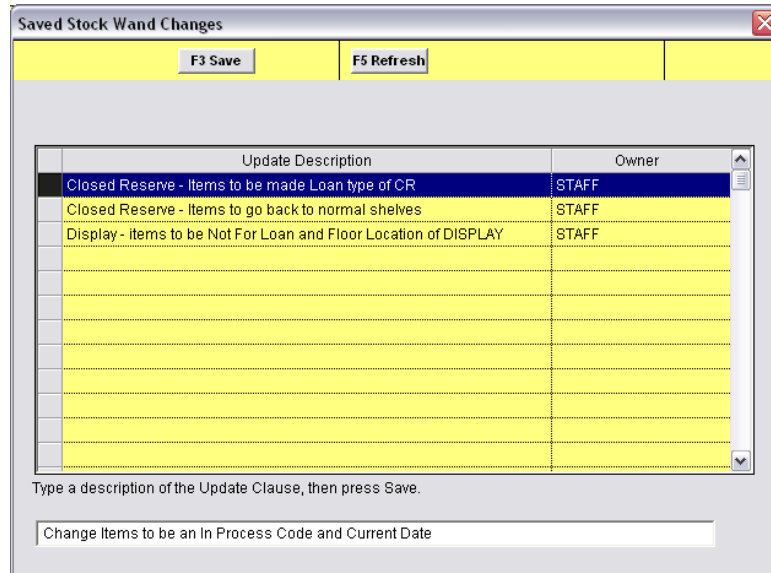 Saved Stock Wand Changes
F3 Save F5 Refresh
Update Description Owner
Closed Reserve - Items to be made Loan type of CR STAFF
Closed Reserve - Items to go back to normal shelves STAFF
Display - items to be Not For Loan and Floor Location of DISPLAY STAFF
Type a description of the Update Clause, then press Save.
Change Items to be an In Process Code and Current Date